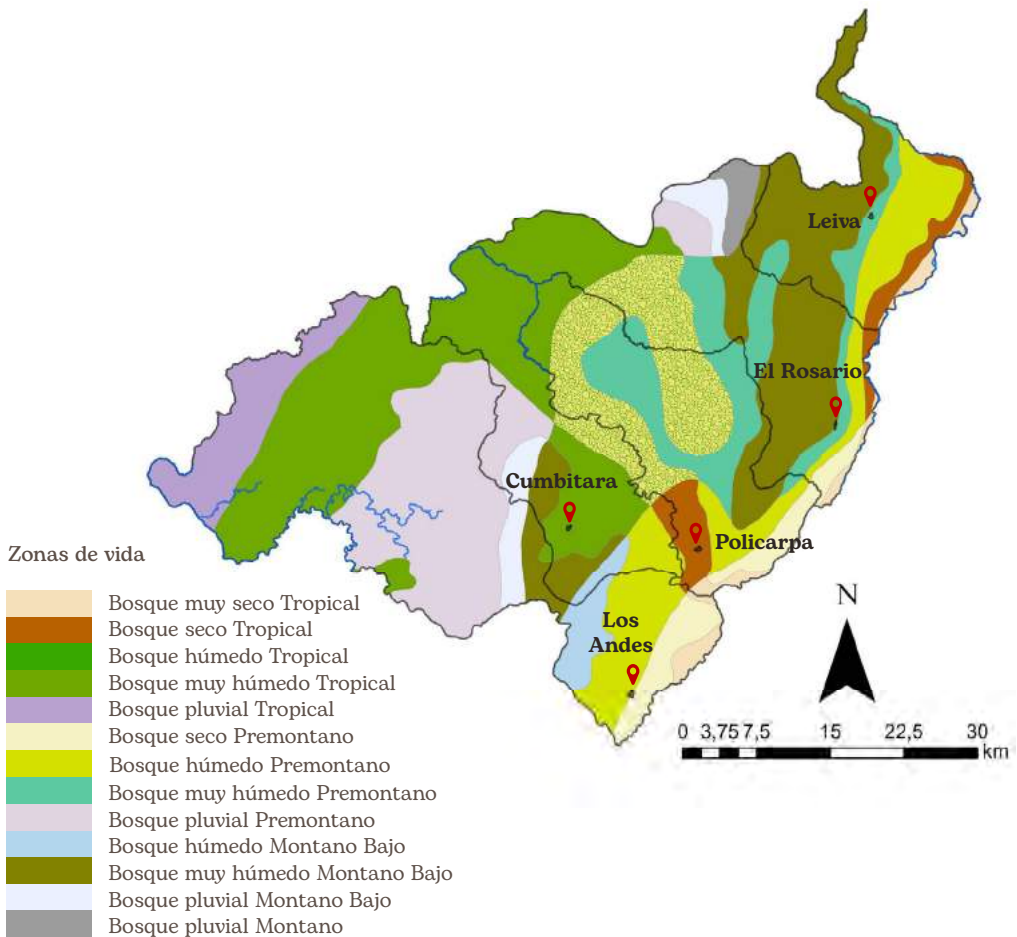 Leiva
El Rosario
Cumbitara
Policarpa
Los
Andes
N
0 3,75 7,5 15 22,5 30
km
Zonas de vida
Bosque muy seco Tropical
Bosque seco Tropical
Bosque húmedo Tropical
Bosque muy húmedo Tropical
Bosque pluvial Tropical
Bosque seco Premontano
Bosque húmedo Premontano
Bosque muy húmedo Premontano
Bosque pluvial Premontano
Bosque húmedo Montano Bajo
Bosque muy húmedo Montano Bajo
Bosque pluvial Montano Bajo
Bosque pluvial Montano